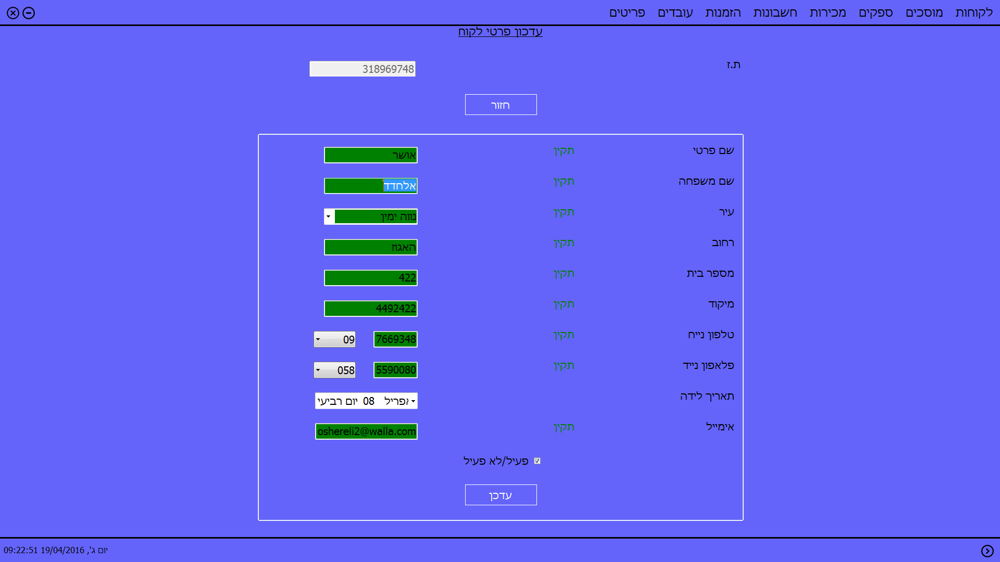 לקוחות מוסכים ספקים מכירות חשבונות הזמנות עובדים פריטים
עדכון פרטי לקוח
ת.ז 318969748
חזור
שם פרטי תקין אושר
שם משפחה תקין אלחדד
עיר תקין נווה ימין
רחוב תקין האגוז
מספר בית תקין 422
מיקוד תקין 4492422
טלפון נייח תקין 7669348 09
פלאפון נייד תקין 5590080 058
תאריך לידה אפריל 08 יום רביעי
אימייל תקין oshereli2@walla.com
פעיל/לא פעיל
עדכן
יום ג', 19/04/2016 09:22:51